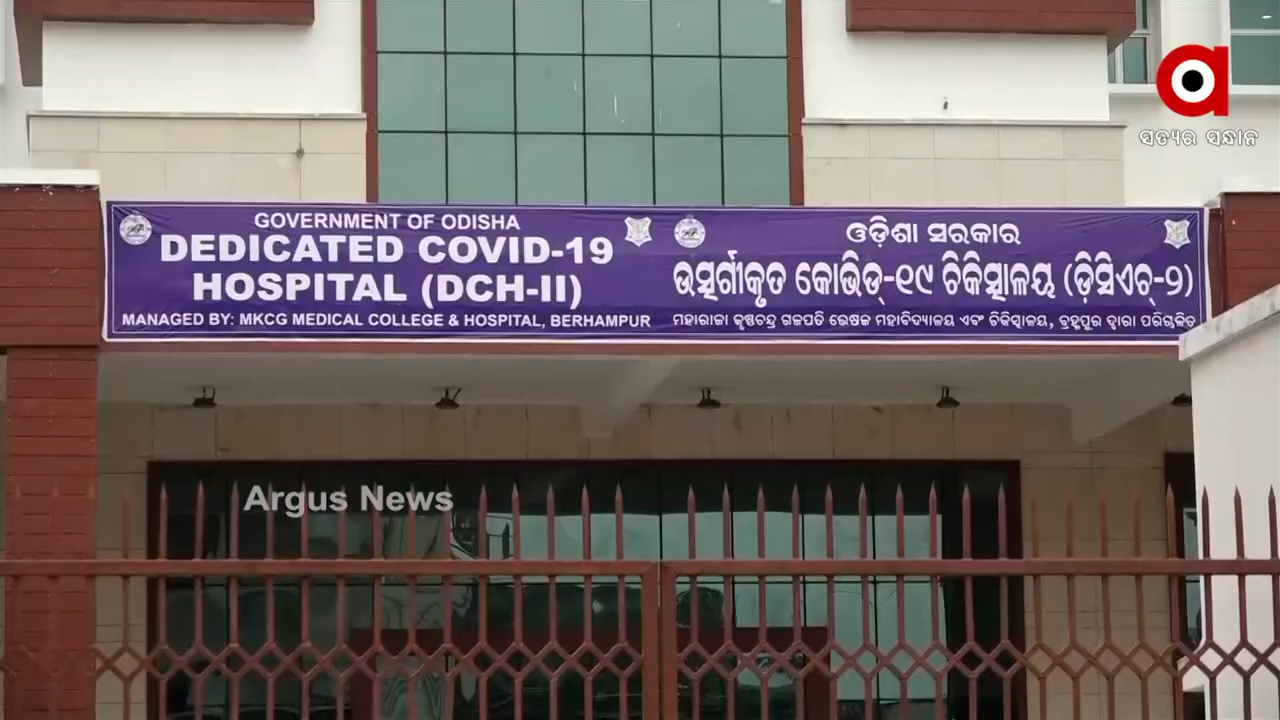 ସତ୍ୟର ସନ୍ଧାନ
GOVERNMENT OF ODISHA
DEDICATED COVID-19
HOSPITAL (DCH-II)
MANAGED BY: MKCG MEDICAL COLLEGE & HOSPITAL, BERHAMPUR
ଓଡ଼ିଶା ସରକାର
ଉତ୍ସର୍ଗୀକୃତ କୋଭିଡ୍-୧୯ ଚିକିତ୍ସାଳୟ (ଡ଼ିସିଏଚ୍-୨)
ମହାରାଜା କୃଷ୍ଣଚନ୍ଦ୍ର ଗଜପତି ଭେଷଜ ମହାବିଦ୍ୟାଳୟ ଏବଂ ଚିକିତ୍ସାଳୟ, ବ୍ରହ୍ମପୁର ଦ୍ୱାରା ପରିଚାଳିତ
Argus News